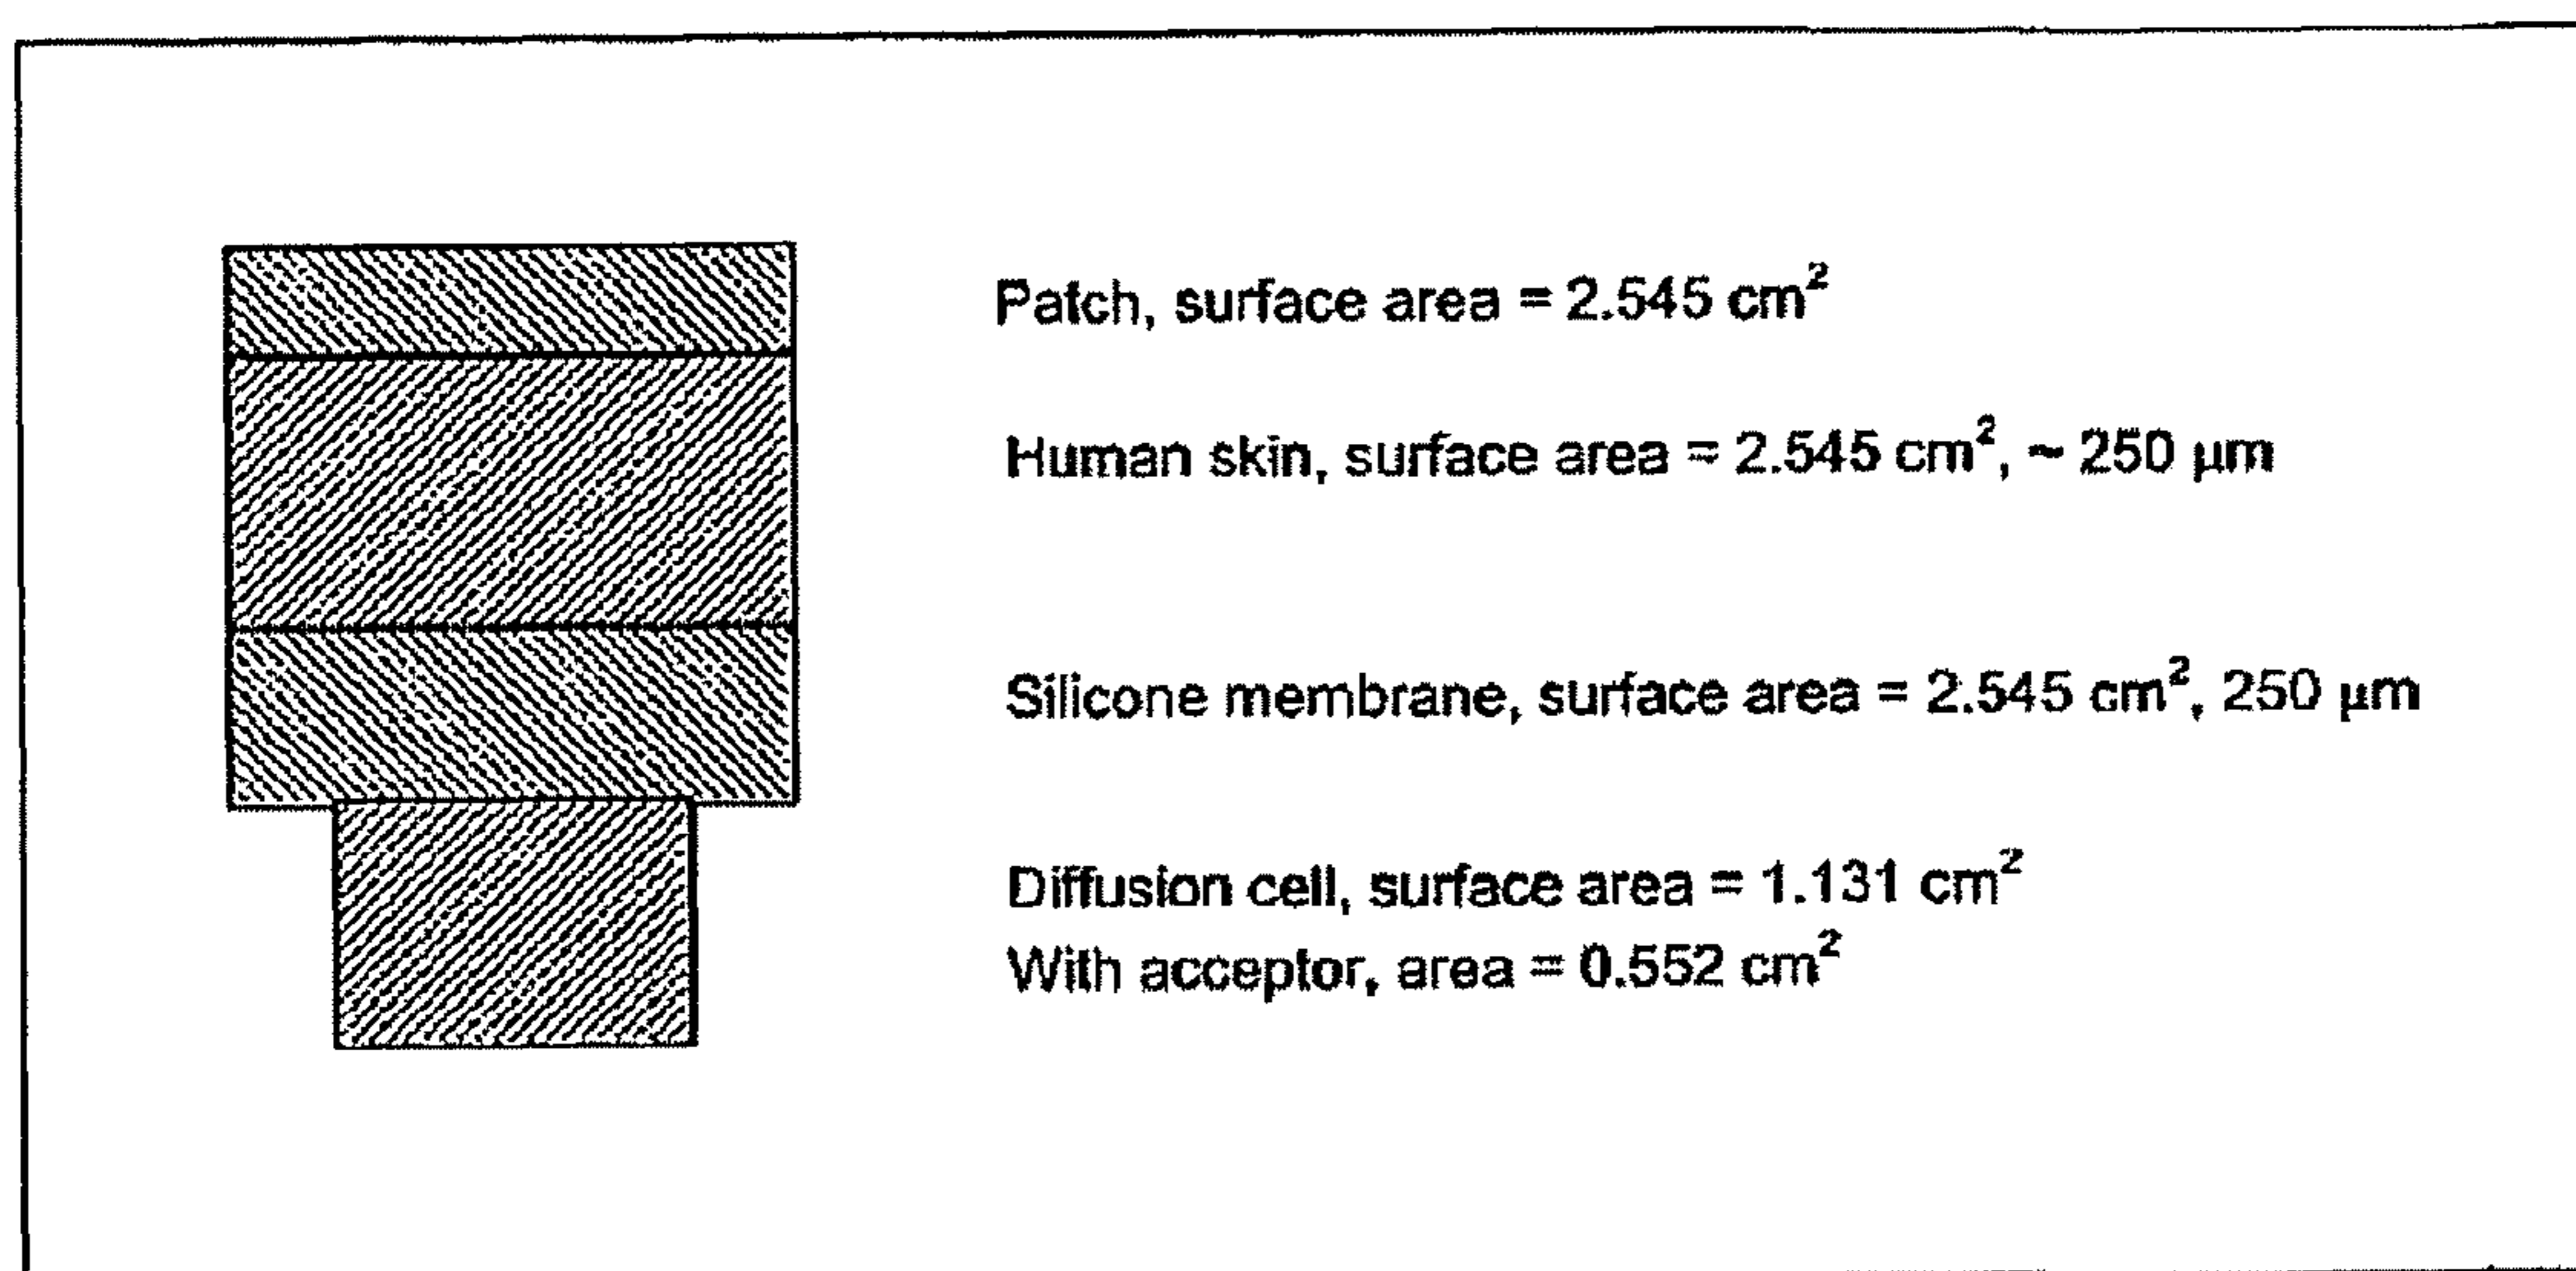 Patch, surface area = 2.545 cm²
Human skin, surface area = 2.545 cm², ~ 250 µm
Silicone membrane, surface area = 2.545 cm², 250 µm
Diffusion cell, surface area = 1.131 cm²
With acceptor, area = 0.552 cm²